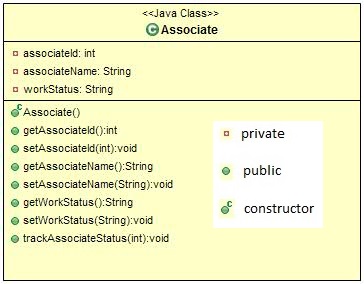 <<Java Class>>
Associate
associateId: int
associateName: String
workStatus: String
Associate()
getAssociateId():int
setAssociateId(int):void
getAssociateName():String
setAssociateName(String):void
getWorkStatus():String
setWorkStatus(String):void
trackAssociateStatus(int):void
private
public
constructor